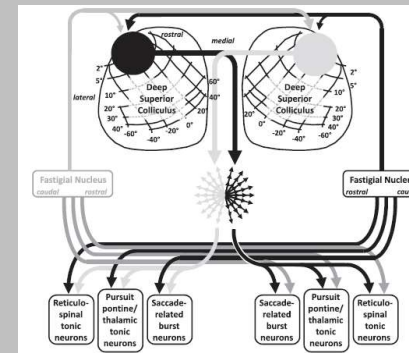 rostral
medial
lateral
2°
5°
10°
20°
30°
40°
-60°
-40°
-20°
0°
20°
40°
60°
Deep
Superior
Colliculus
2°
5°
10°
20°
30°
40°
-60°
-40°
-20°
0°
20°
Deep
Superior
Colliculus
Fastigial Nucleus
caudal rostral
Fastigial Nucleu
rostral cau
Reticulo-
spinal
tonic
neurons
Pursuit
pontine/
thalamic
tonic
neurons
Saccade-
related
burst
neurons
Saccade-
related
burst
neurons
Pursuit
pontine/
thalamic
tonic
neurons
Reticulo-
spinal
tonic
neurons